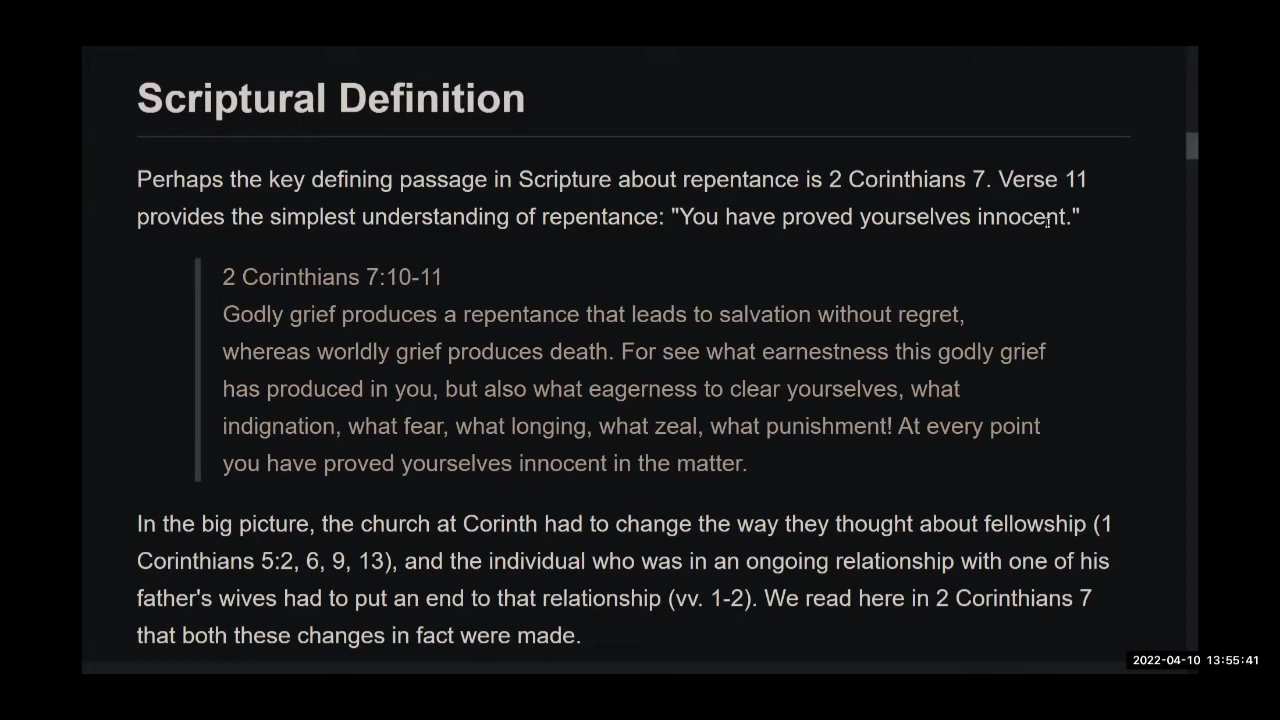 Scriptural Definition
Perhaps the key defining passage in Scripture about repentance is 2 Corinthians 7. Verse 11
provides the simplest understanding of repentance: "You have proved yourselves innocent."
2 Corinthians 7:10-11
Godly grief produces a repentance that leads to salvation without regret,
whereas worldly grief produces death. For see what earnestness this godly grief
has produced in you, but also what eagerness to clear yourselves, what
indignation, what fear, what longing, what zeal, what punishment! At every point
you have proved yourselves innocent in the matter.
In the big picture, the church at Corinth had to change the way they thought about fellowship (1
Corinthians 5:2, 6, 9, 13), and the individual who was in an ongoing relationship with one of his
father's wives had to put an end to that relationship (vv. 1-2). We read here in 2 Corinthians 7
that both these changes in fact were made.
2022-04-10 13:55:41